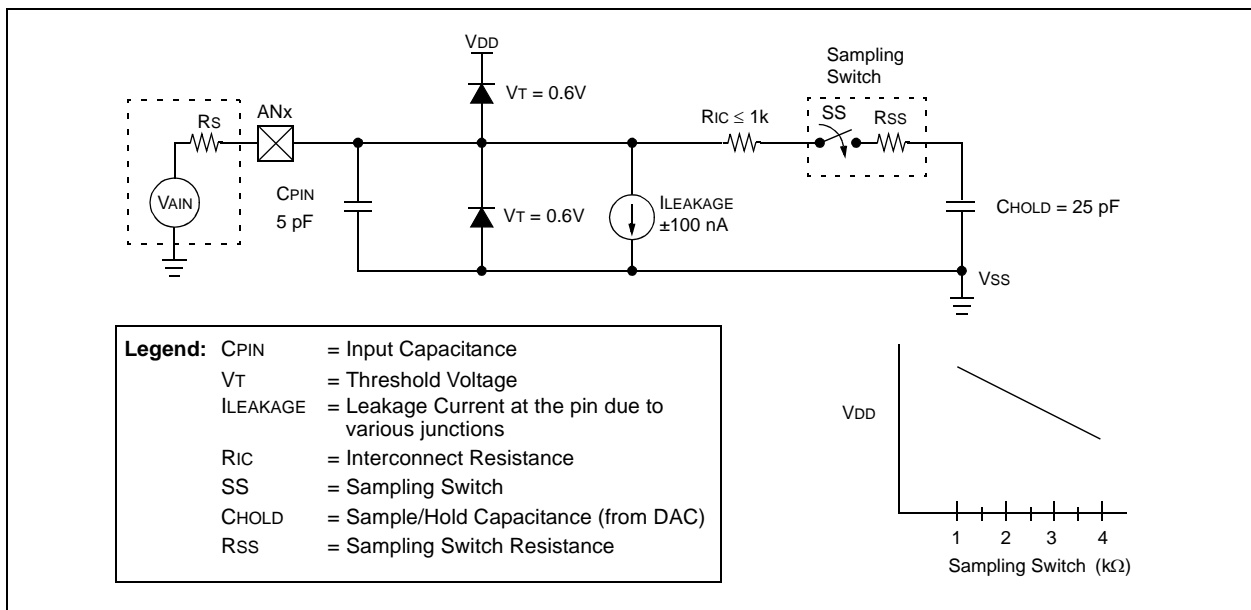 VDD
Sampling
Switch
VT = 0.6V
ANx
RS
RIC ≤ 1k
SS
RSS
VAIN
CPIN
5 pF
VT = 0.6V
ILEAKAGE
±100 nA
CHOLD = 25 pF
VSS
Legend: CPIN = Input Capacitance
VT = Threshold Voltage
ILEAKAGE = Leakage Current at the pin due to
various junctions
RIC = Interconnect Resistance
SS = Sampling Switch
CHOLD = Sample/Hold Capacitance (from DAC)
RSS = Sampling Switch Resistance
VDD
1 2 3 4
Sampling Switch (kΩ)